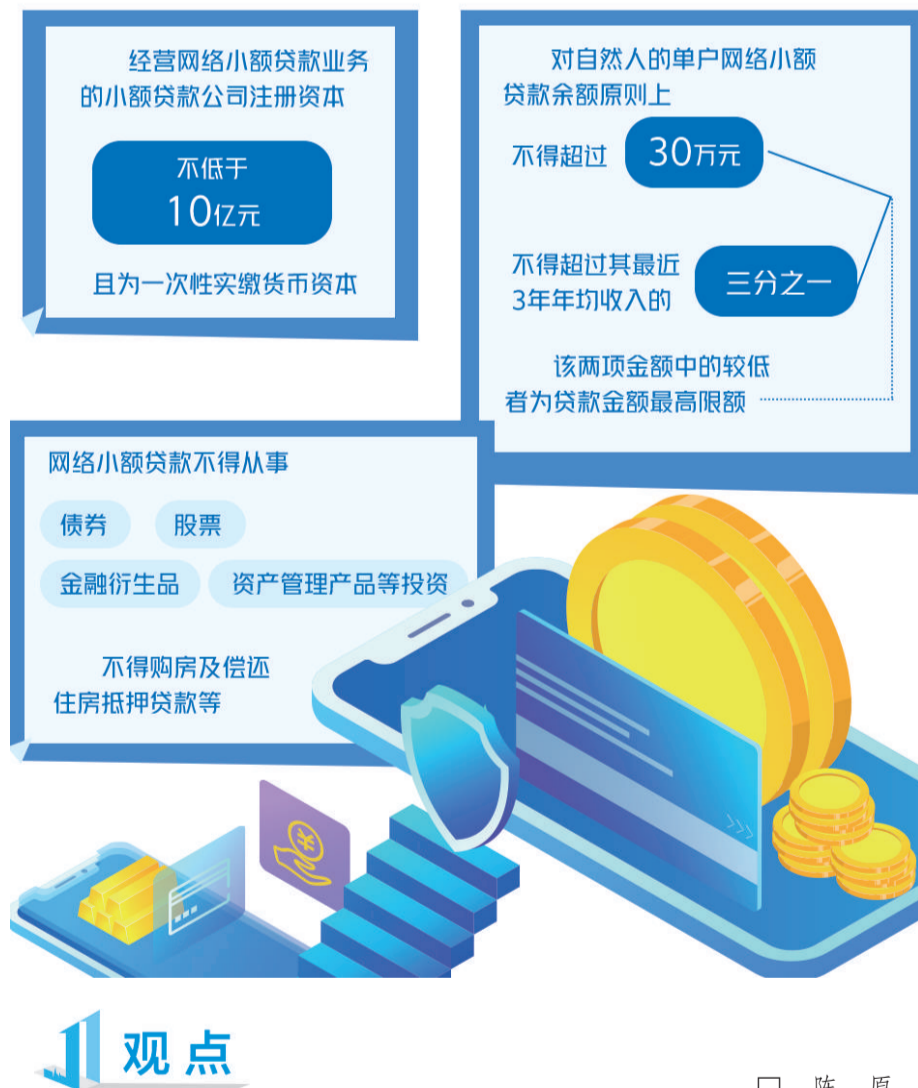 经营网络小额贷款业务
的小额贷款公司注册资本
不低于
10亿元
且为一次性实缴货币资本
对自然人的单户网络小额
贷款余额原则上
不得超过 30万元
不得超过其最近
3年年均收入的 三分之一
该两项金额中的较低
者为贷款金额最高限额
网络小额贷款不得从事
债券 股票
金融衍生品 资产管理产品等投资
不得购房及偿还
住房抵押贷款等
观点
□ 陈 原